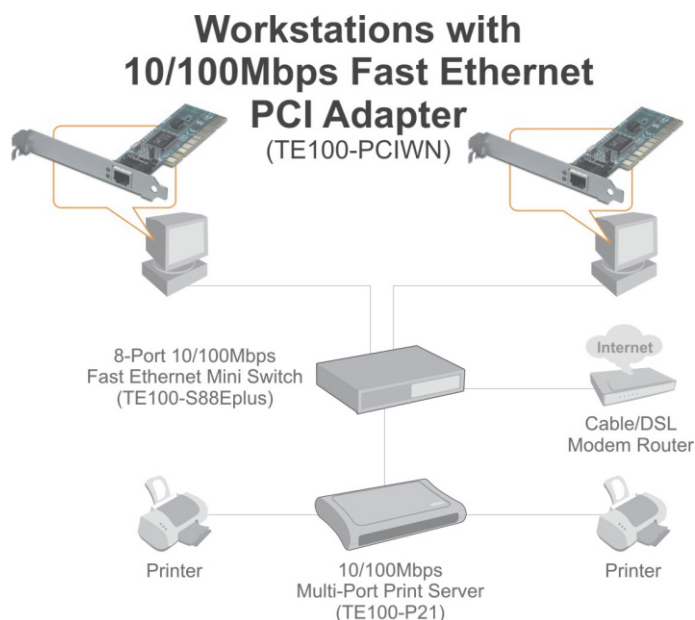 Workstations with
10/100Mbps Fast Ethernet
PCI Adapter
(TE100-PCIWN)
8-Port 10/100Mbps
Fast Ethernet Mini Switch
(TE100-S88Eplus)
Internet
Cable/DSL
Modem Router
Printer
10/100Mbps
Multi-Port Print Server
(TE100-P21)
Printer